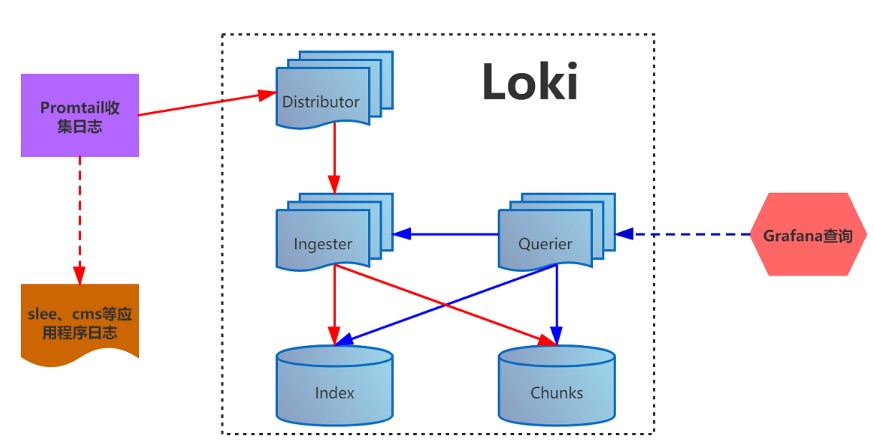 Loki
Promtail收
集日志
Distributor
Ingester
Querier
Grafana查询
slee、cms等应
用程序日志
Index
Chunks